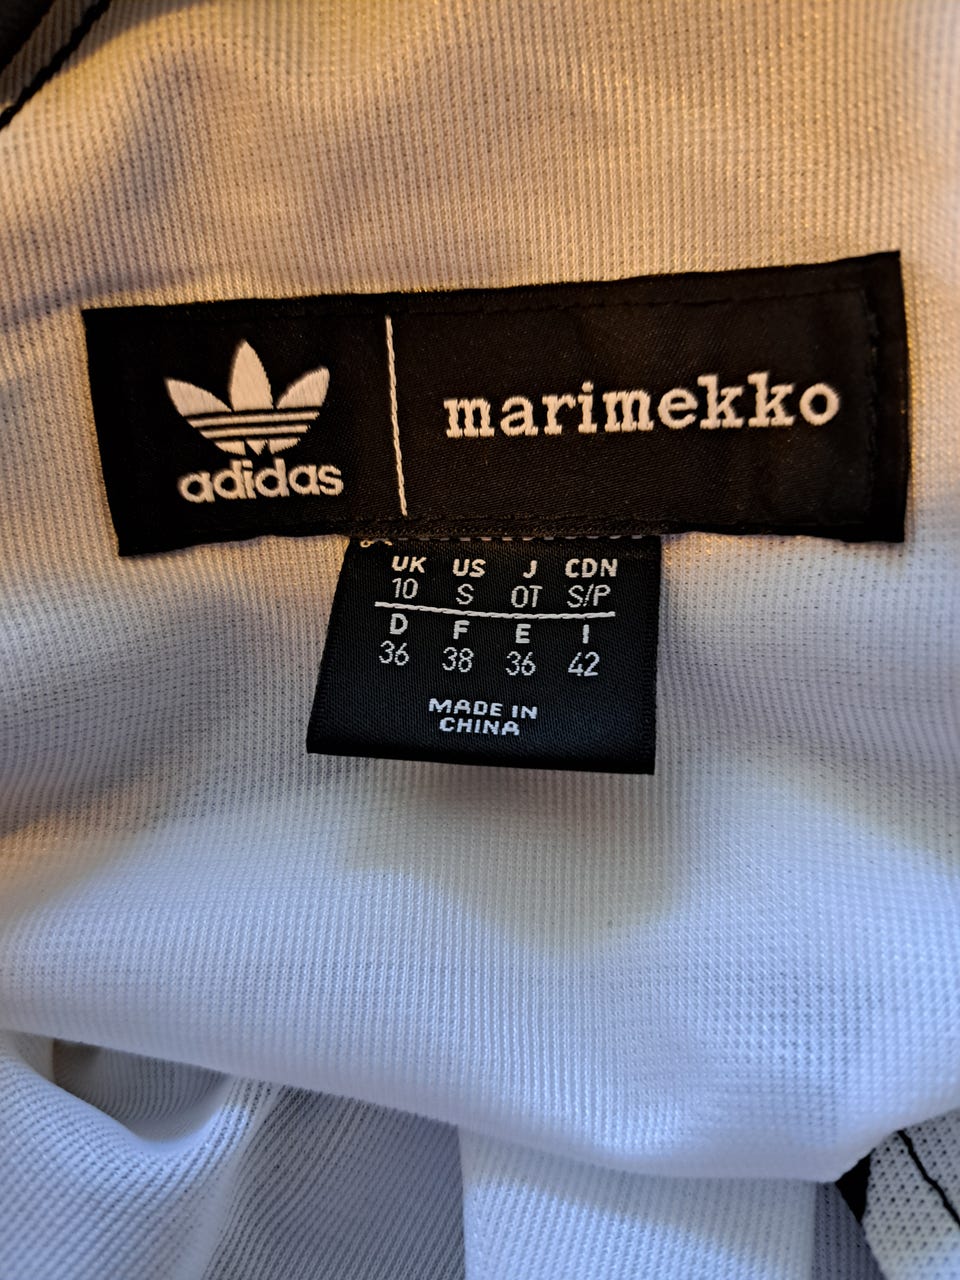 adidas
marimekko
UK US J CDN
10 S OT S/P
D F E I
36 38 36 42
MADE IN
CHINA